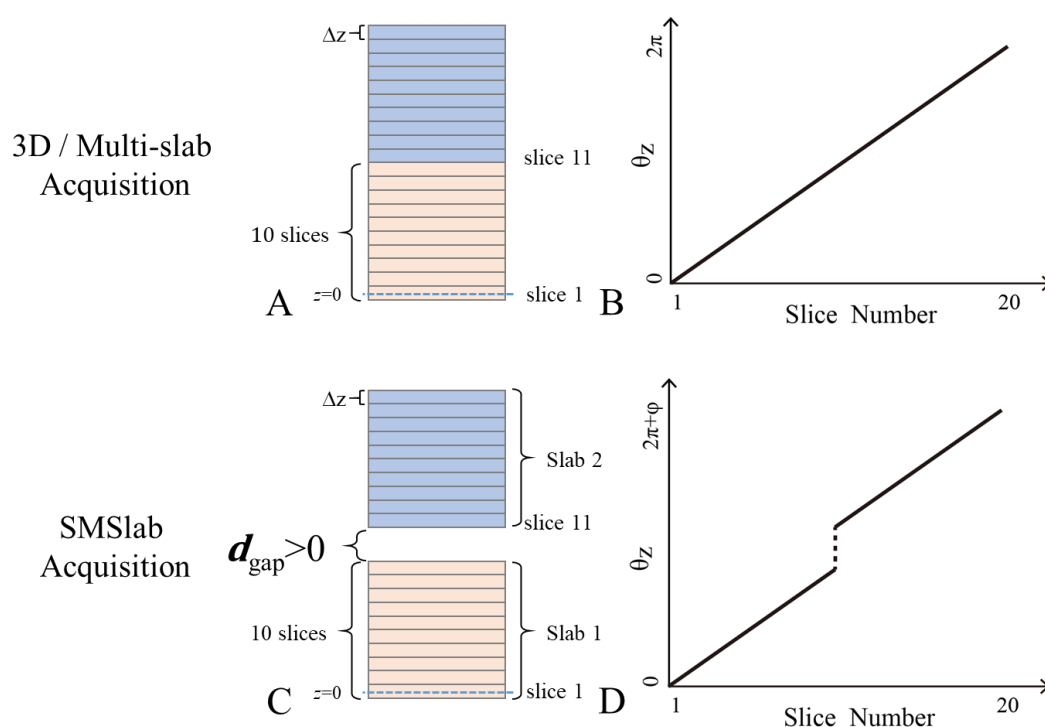 3D / Multi-slab
Acquisition
Δz
slice 11
10 slices
z=0
slice 1
A
2π
θz
0
1
20
Slice Number
B
SMSlab
Acquisition
Δz
Slab 2
slice 11
dgap>0
10 slices
Slab 1
z=0
slice 1
C
2π+φ
θz
0
1
20
Slice Number
D